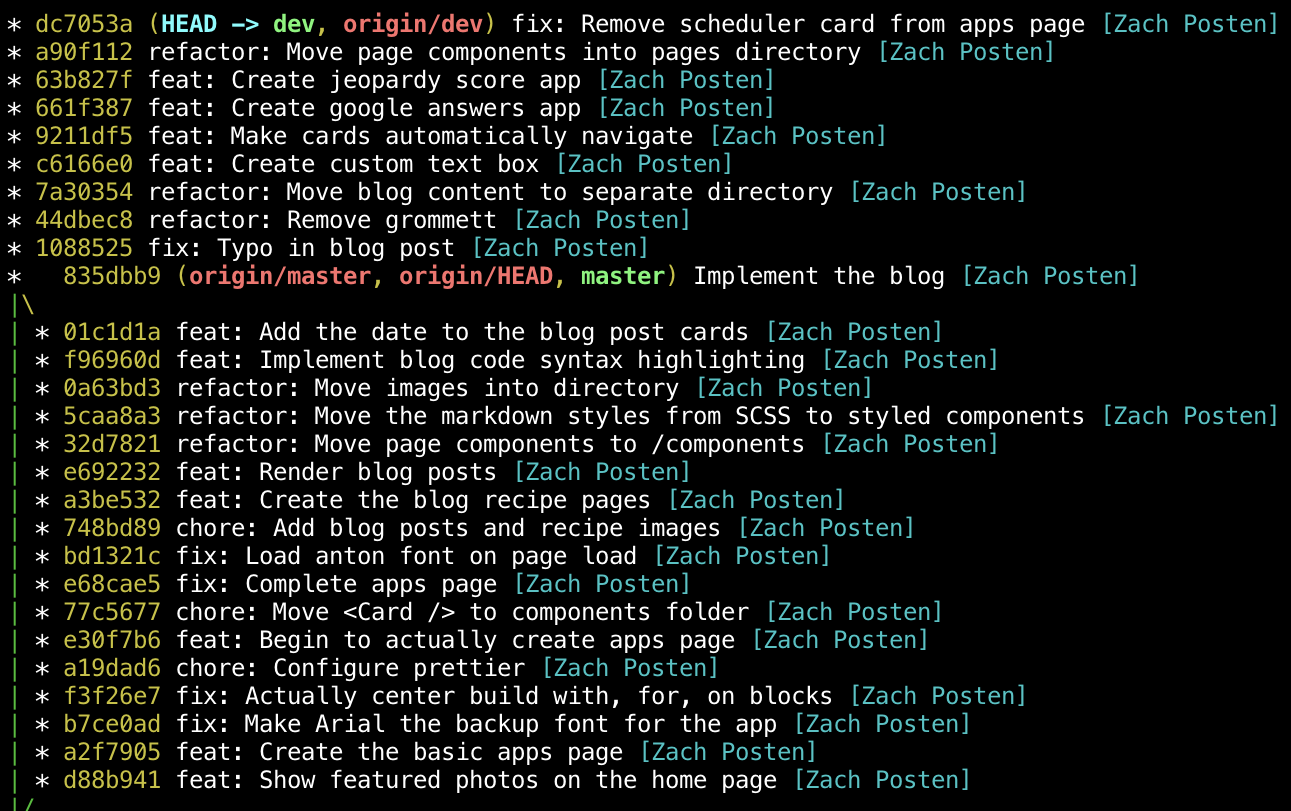 * dc7053a (HEAD -> dev, origin/dev) fix: Remove scheduler card from apps page [Zach Posten]
* a90f112 refactor: Move page components into pages directory [Zach Posten]
* 63b827f feat: Create jeopardy score app [Zach Posten]
* 661f387 feat: Create google answers app [Zach Posten]
* 9211df5 feat: Make cards automatically navigate [Zach Posten]
* c6166e0 feat: Create custom text box [Zach Posten]
* 7a30354 refactor: Move blog content to separate directory [Zach Posten]
* 44dbec8 refactor: Remove grommett [Zach Posten]
* 1088525 fix: Typo in blog post [Zach Posten]
*   835dbb9 (origin/master, origin/HEAD, master) Implement the blog [Zach Posten]
|\
| * 01c1d1a feat: Add the date to the blog post cards [Zach Posten]
| * f96960d feat: Implement blog code syntax highlighting [Zach Posten]
| * 0a63bd3 refactor: Move images into directory [Zach Posten]
| * 5caa8a3 refactor: Move the markdown styles from SCSS to styled components [Zach Posten]
| * 32d7821 refactor: Move page components to /components [Zach Posten]
| * e692232 feat: Render blog posts [Zach Posten]
| * a3be532 feat: Create the blog recipe pages [Zach Posten]
| * 748bd89 chore: Add blog posts and recipe images [Zach Posten]
| * bd1321c fix: Load anton font on page load [Zach Posten]
| * e68cae5 fix: Complete apps page [Zach Posten]
| * 77c5677 chore: Move <Card /> to components folder [Zach Posten]
| * e30f7b6 feat: Begin to actually create apps page [Zach Posten]
| * a19dad6 chore: Configure prettier [Zach Posten]
| * f3f26e7 fix: Actually center build with, for, on blocks [Zach Posten]
| * b7ce0ad fix: Make Arial the backup font for the app [Zach Posten]
| * a2f7905 feat: Create the basic apps page [Zach Posten]
| * d88b941 feat: Show featured photos on the home page [Zach Posten]
|/